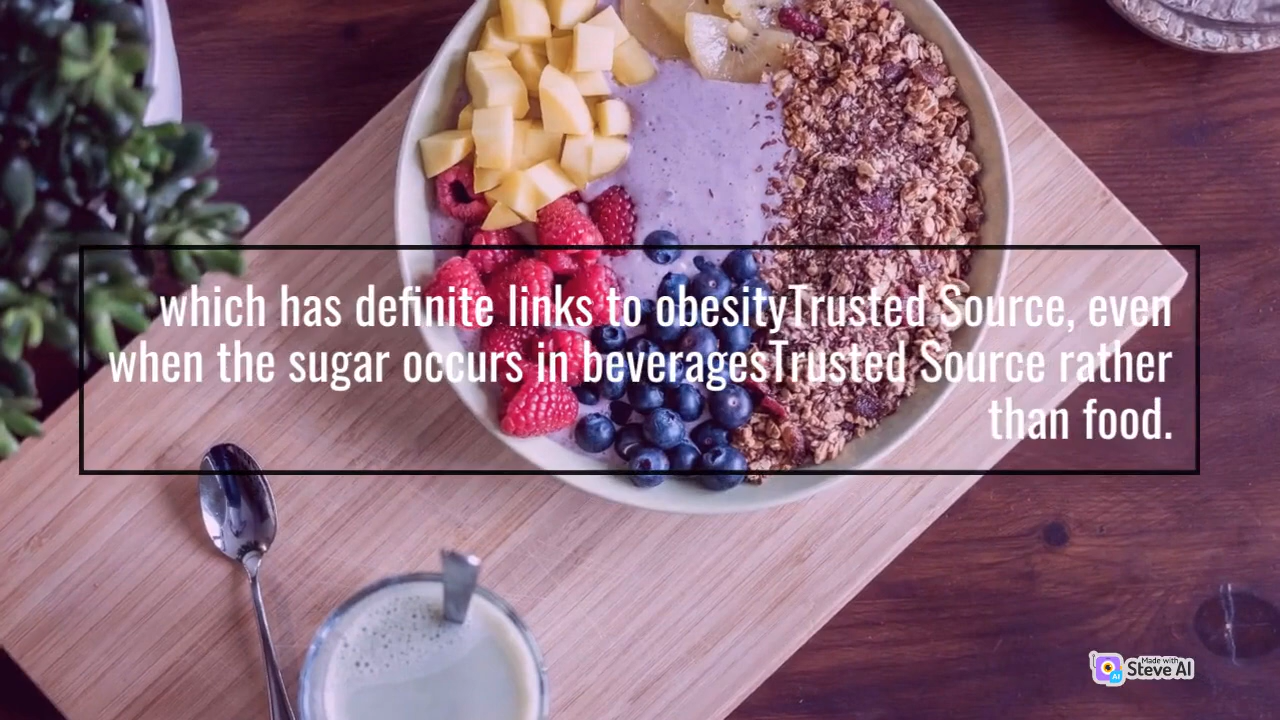 which has definite links to obesityTrusted Source, even
when the sugar occurs in beveragesTrusted Source rather
than food.
Made with
Steve AI
AI